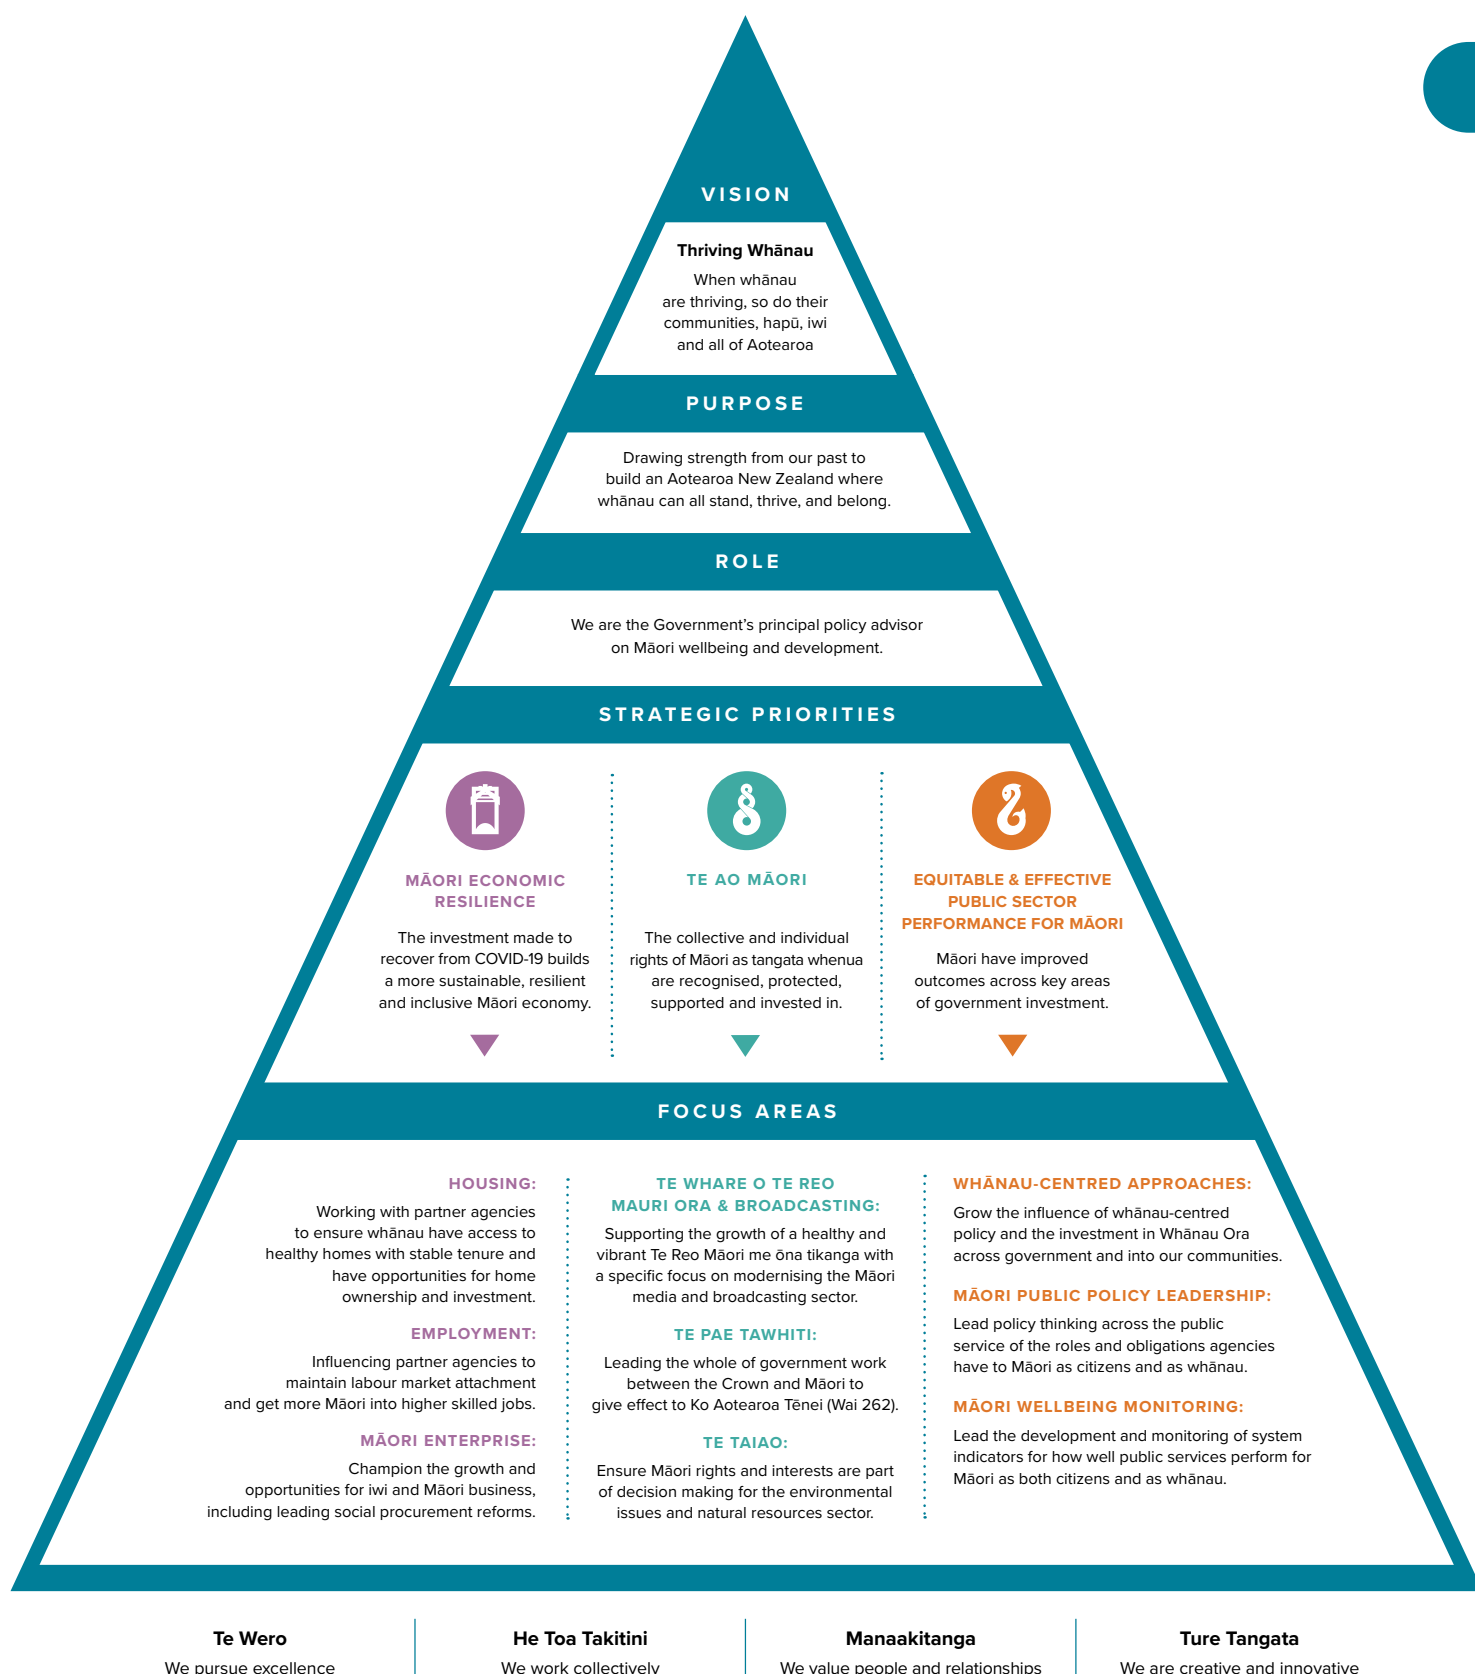 VISION
Thriving Whānau
When whānau
are thriving, so do their
communities, hapū, iwi
and all of Aotearoa
PURPOSE
Drawing strength from our past to
build an Aotearoa New Zealand where
whānau can all stand, thrive, and belong.
ROLE
We are the Government’s principal policy advisor
on Māori wellbeing and development.
STRATEGIC PRIORITIES
MĀORI ECONOMIC
RESILIENCE
The investment made to
recover from COVID-19 builds
a more sustainable, resilient
and inclusive Māori economy.
TE AO MĀORI
The collective and individual
rights of Māori as tangata whenua
are recognised, protected,
supported and invested in.
EQUITABLE & EFFECTIVE
PUBLIC SECTOR
PERFORMANCE FOR MĀORI
Māori have improved
outcomes across key areas
of government investment.
FOCUS AREAS
HOUSING:
Working with partner agencies
to ensure whānau have access to
healthy homes with stable tenure and
have opportunities for home
ownership and investment.
EMPLOYMENT:
Influencing partner agencies to
maintain labour market attachment
and get more Māori into higher skilled jobs.
MĀORI ENTERPRISE:
Champion the growth and
opportunities for iwi and Māori business,
including leading social procurement reforms.
TE WHARE O TE REO
MAURI ORA & BROADCASTING:
Supporting the growth of a healthy and
vibrant Te Reo Māori me ōna tikanga with
a specific focus on modernising the Māori
media and broadcasting sector.
TE PAE TAWHITI:
Leading the whole of government work
between the Crown and Māori to
give effect to Ko Aotearoa Tēnei (Wai 262).
TE TAIAO:
Ensure Māori rights and interests are part
of decision making for the environmental
issues and natural resources sector.
WHĀNAU-CENTRED APPROACHES:
Grow the influence of whānau-centred
policy and the investment in Whānau Ora
across government and into our communities.
MĀORI PUBLIC POLICY LEADERSHIP:
Lead policy thinking across the public
service of the roles and obligations agencies
have to Māori as citizens and as whānau.
MĀORI WELLBEING MONITORING:
Lead the development and monitoring of system
indicators for how well public services perform for
Māori as both citizens and as whānau.
Te Wero
We pursue excellence
He Toa Takitini
We work collectively
Manaakitanga
We value people and relationships
Ture Tangata
We are creative and innovative